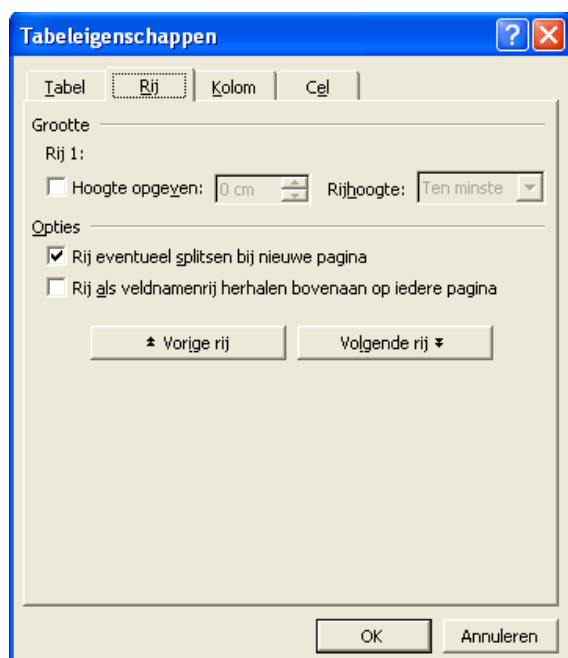 Tabeleigenschappen
Tabel Rij Kolom Cel
Grootte
Rij 1:
Hoogte opgeven: 0 cm Rijhoogte: Ten minste
Opties
Rij eventueel splitsen bij nieuwe pagina
Rij als veldnamenrij herhalen bovenaan op iedere pagina
Vorige rij Volgende rij
OK Annuleren